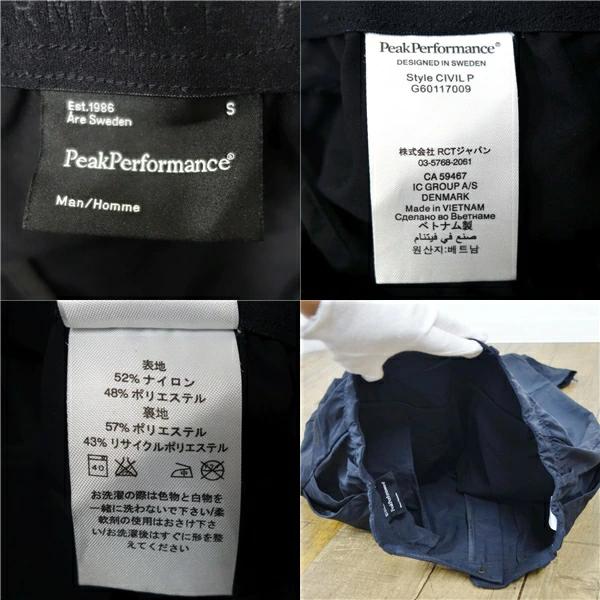 Est.1986
Åre Sweden
S
PeakPerformance®
Man/Homme
PeakPerformance®
DESIGNED IN SWEDEN
Style CIVIL P
G60117009
株式会社 RCTジャパン
03-5768-2061
CA 59467
IC GROUP A/S
DENMARK
Made in VIETNAM
Сделано во Вьетнаме
ベトナム製
صنع في فيتنام
원산지:베트남
表地
52% ナイロン
48% ポリエステル
裏地
57% ポリエステル
43% リサイクルポリエステル
40
お洗濯の際は色物と白物を
一緒に洗わないで下さい/柔
軟剤の使用はおさけ下さ
い/お洗濯後はすぐに形を整
えてください
PeakPerformance